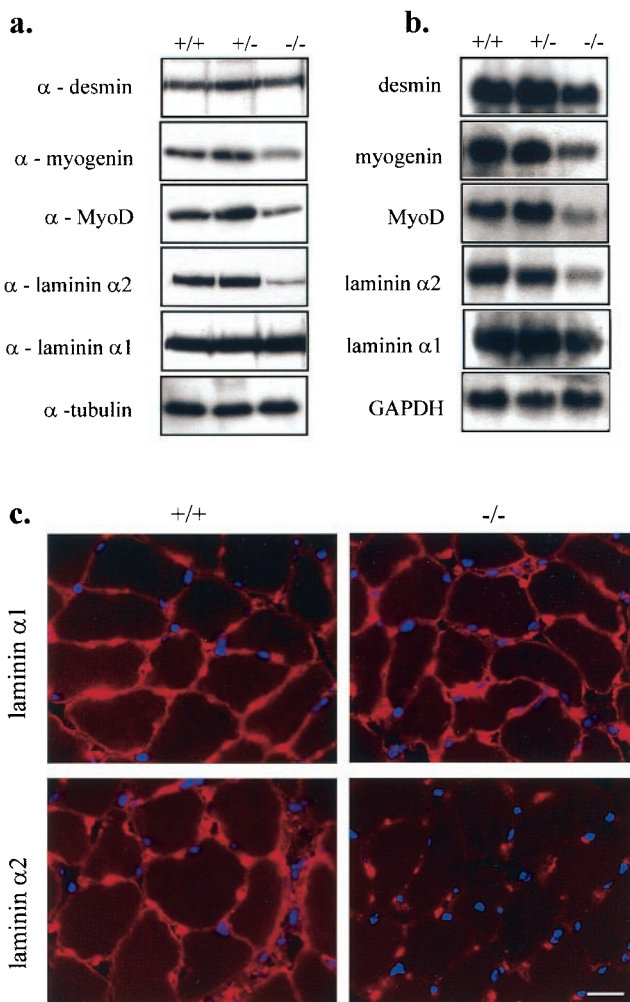 a.
+/+ +/- -/-
α - desmin
α - myogenin
α - MyoD
α - laminin α2
α - laminin α1
α -tubulin
b.
+/+ +/- -/-
desmin
myogenin
MyoD
laminin α2
laminin α1
GAPDH
c.
+/+ -/-
laminin α1
laminin α2